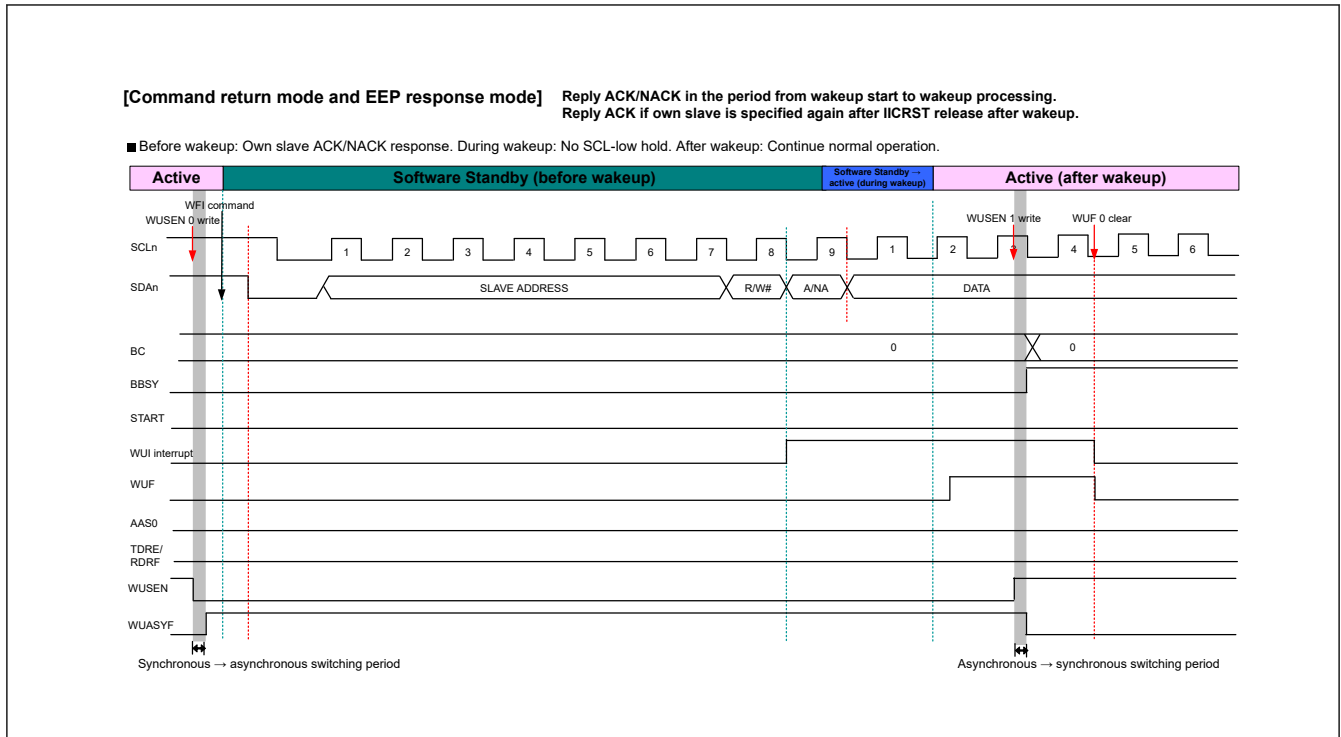 [Command return mode and EEP response mode] Reply ACK/NACK in the period from wakeup start to wakeup processing.
Reply ACK if own slave is specified again after IICRST release after wakeup.
■ Before wakeup: Own slave ACK/NACK response. During wakeup: No SCL-low hold. After wakeup: Continue normal operation.
Active Software Standby (before wakeup) Software Standby → active (during wakeup) Active (after wakeup)
WFI command
WUSEN 0 write WUSEN 1 write WUF 0 clear
SCLn 1 2 3 4 5 6 7 8 9 1 2 3 4 5 6
SDAn SLAVE ADDRESS R/W# A/NA DATA
BC 0 0
BBSY
START
WUI interrupt
WUF
AAS0
TDRE/
RDRF
WUSEN
WUASYF
Synchronous → asynchronous switching period Asynchronous → synchronous switching period